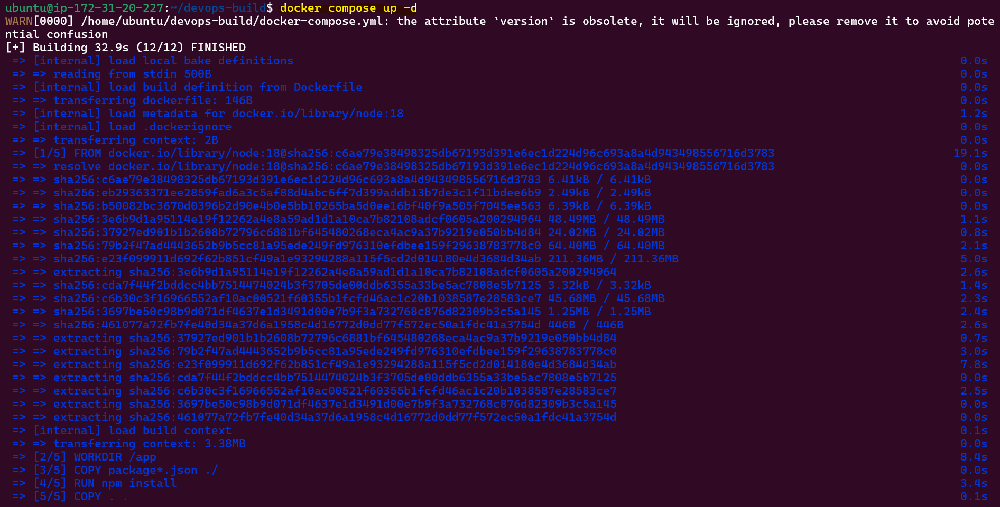 ubuntu@ip-172-31-20-227:~/devops-build$ docker compose up -d
WARN[0000] /home/ubuntu/devops-build/docker-compose.yml: the attribute `version` is obsolete, it will be ignored, please remove it to avoid pote
ntial confusion
[+] Building 32.9s (12/12) FINISHED
=> [internal] load local bake definitions 0.0s
=> => reading from stdin 500B 0.0s
=> [internal] load build definition from Dockerfile 0.0s
=> => transferring dockerfile: 146B 0.0s
=> [internal] load metadata for docker.io/library/node:18 1.2s
=> [internal] load .dockerignore 0.0s
=> => transferring context: 2B 0.0s
=> [1/5] FROM docker.io/library/node:18@sha256:c6ae79e38498325db67193d391e6ec1d224d96c693a8a4d943498556716d3783 19.1s
=> => resolve docker.io/library/node:18@sha256:c6ae79e38498325db67193d391e6ec1d224d96c693a8a4d943498556716d3783 0.0s
=> => sha256:c6ae79e38498325db67193d391e6ec1d224d96c693a8a4d943498556716d3783 6.41kB / 6.41kB 0.0s
=> => sha256:eb29363371ee2859fad6a3c5af88d4abc6ff7d399addb13b7de3c1f11bdee6b9 2.49kB / 2.49kB 0.0s
=> => sha256:b50082bc3670d0396b2d90e4b0e5bb10265ba5d0ee16bf40f9a505f7045ee563 6.39kB / 6.39kB 0.0s
=> => sha256:3e6b9d1a95114e19f12262a4e8a59ad1d1a10ca7b82108adcf0605a200294964 48.49MB / 48.49MB 1.1s
=> => sha256:37927ed901b1b2608b72796c6881bf645480268eca4ac9a37b9219e050bb4d84 24.02MB / 24.02MB 0.8s
=> => sha256:79b2f47ad4443652b9b5cc81a95ede249fd976310efdbee159f29638783778c0 64.40MB / 64.40MB 2.1s
=> => sha256:e23f099911d692f62b851cf49a1e93294288a115f5cd2d014180e4d3684d34ab 211.36MB / 211.36MB 5.0s
=> => extracting sha256:3e6b9d1a95114e19f12262a4e8a59ad1d1a10ca7b82108adcf0605a200294964 2.6s
=> => sha256:cda7f44f2bddcc4bb7514474024b3f3705de00ddb6355a33be5ac7808e5b7125 3.32kB / 3.32kB 1.4s
=> => sha256:c6b30c3f16966552af10ac00521f60355b1fcfd46ac1c20b1038587e28583ce7 45.68MB / 45.68MB 2.3s
=> => sha256:3697be50c98b9d071df4637e1d3491d00e7b9f3a732768c876d82309b3c5a145 1.25MB / 1.25MB 2.4s
=> => sha256:461077a72fb7fe40d34a37d6a1958c4d16772d0dd77f572ec50a1fdc41a3754d 446B / 446B 2.6s
=> => extracting sha256:37927ed901b1b2608b72796c6881bf645480268eca4ac9a37b9219e050bb4d84 0.7s
=> => extracting sha256:79b2f47ad4443652b9b5cc81a95ede249fd976310efdbee159f29638783778c0 3.0s
=> => extracting sha256:e23f099911d692f62b851cf49a1e93294288a115f5cd2d014180e4d3684d34ab 7.8s
=> => extracting sha256:cda7f44f2bddcc4bb7514474024b3f3705de00ddb6355a33be5ac7808e5b7125 0.0s
=> => extracting sha256:c6b30c3f16966552af10ac00521f60355b1fcfd46ac1c20b1038587e28583ce7 2.5s
=> => extracting sha256:3697be50c98b9d071df4637e1d3491d00e7b9f3a732768c876d82309b3c5a145 0.0s
=> => extracting sha256:461077a72fb7fe40d34a37d6a1958c4d16772d0dd77f572ec50a1fdc41a3754d 0.0s
=> [internal] load build context 0.1s
=> => transferring context: 3.38MB 0.0s
=> [2/5] WORKDIR /app 8.4s
=> [3/5] COPY package*.json ./ 0.0s
=> [4/5] RUN npm install 3.4s
=> [5/5] COPY . . 0.1s